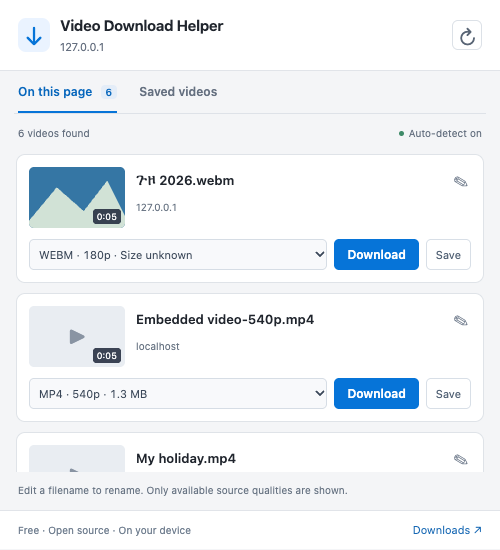 Video Download Helper
127.0.0.1
On this page 6 Saved videos
6 videos found
Auto-detect on
0:05
ጉዞ 2026.webm
127.0.0.1
WEBM · 180p · Size unknown
Download
Save
0:05
Embedded video-540p.mp4
localhost
MP4 · 540p · 1.3 MB
Download
Save
My holiday.mp4
Edit a filename to rename. Only available source qualities are shown.
Free · Open source · On your device
Downloads ↗